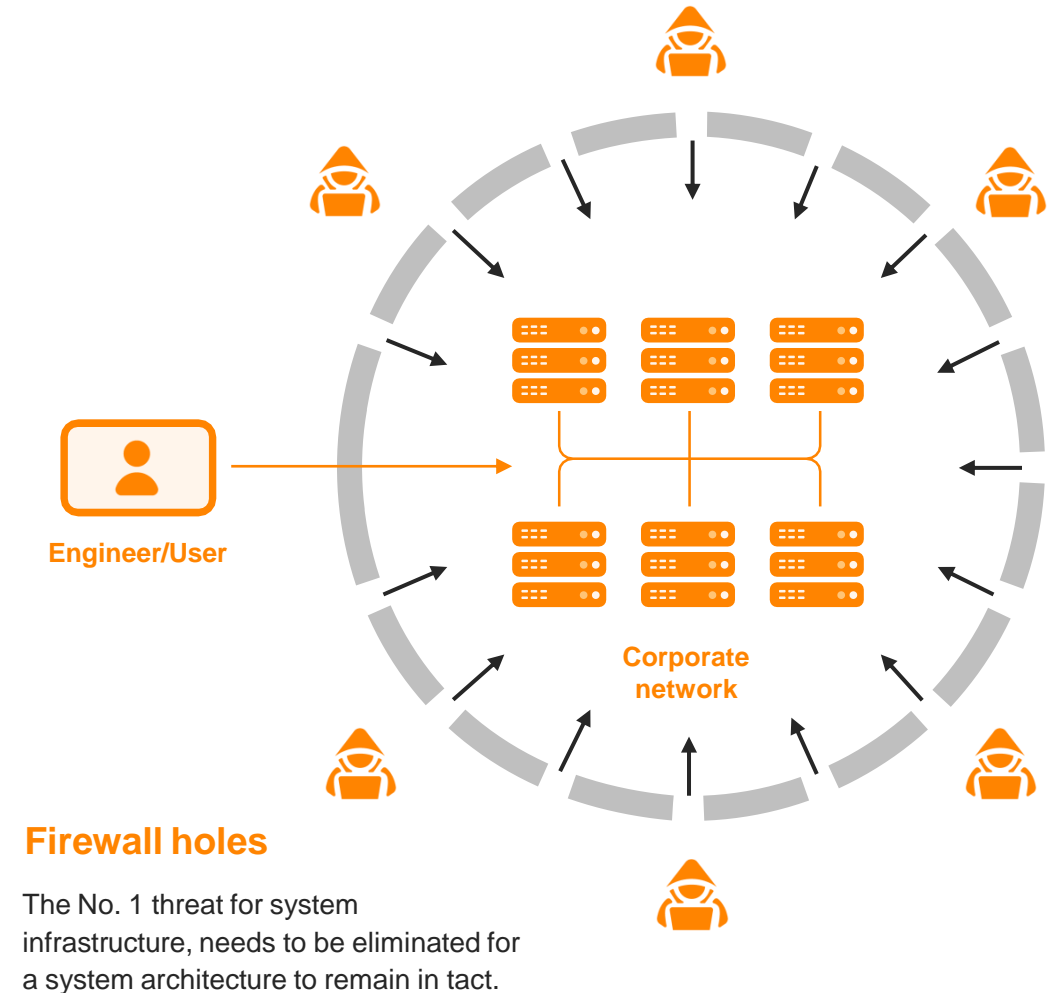 Engineer/User
Corporate
network
Firewall holes
The No. 1 threat for system
infrastructure, needs to be eliminated for
a system architecture to remain in tact.